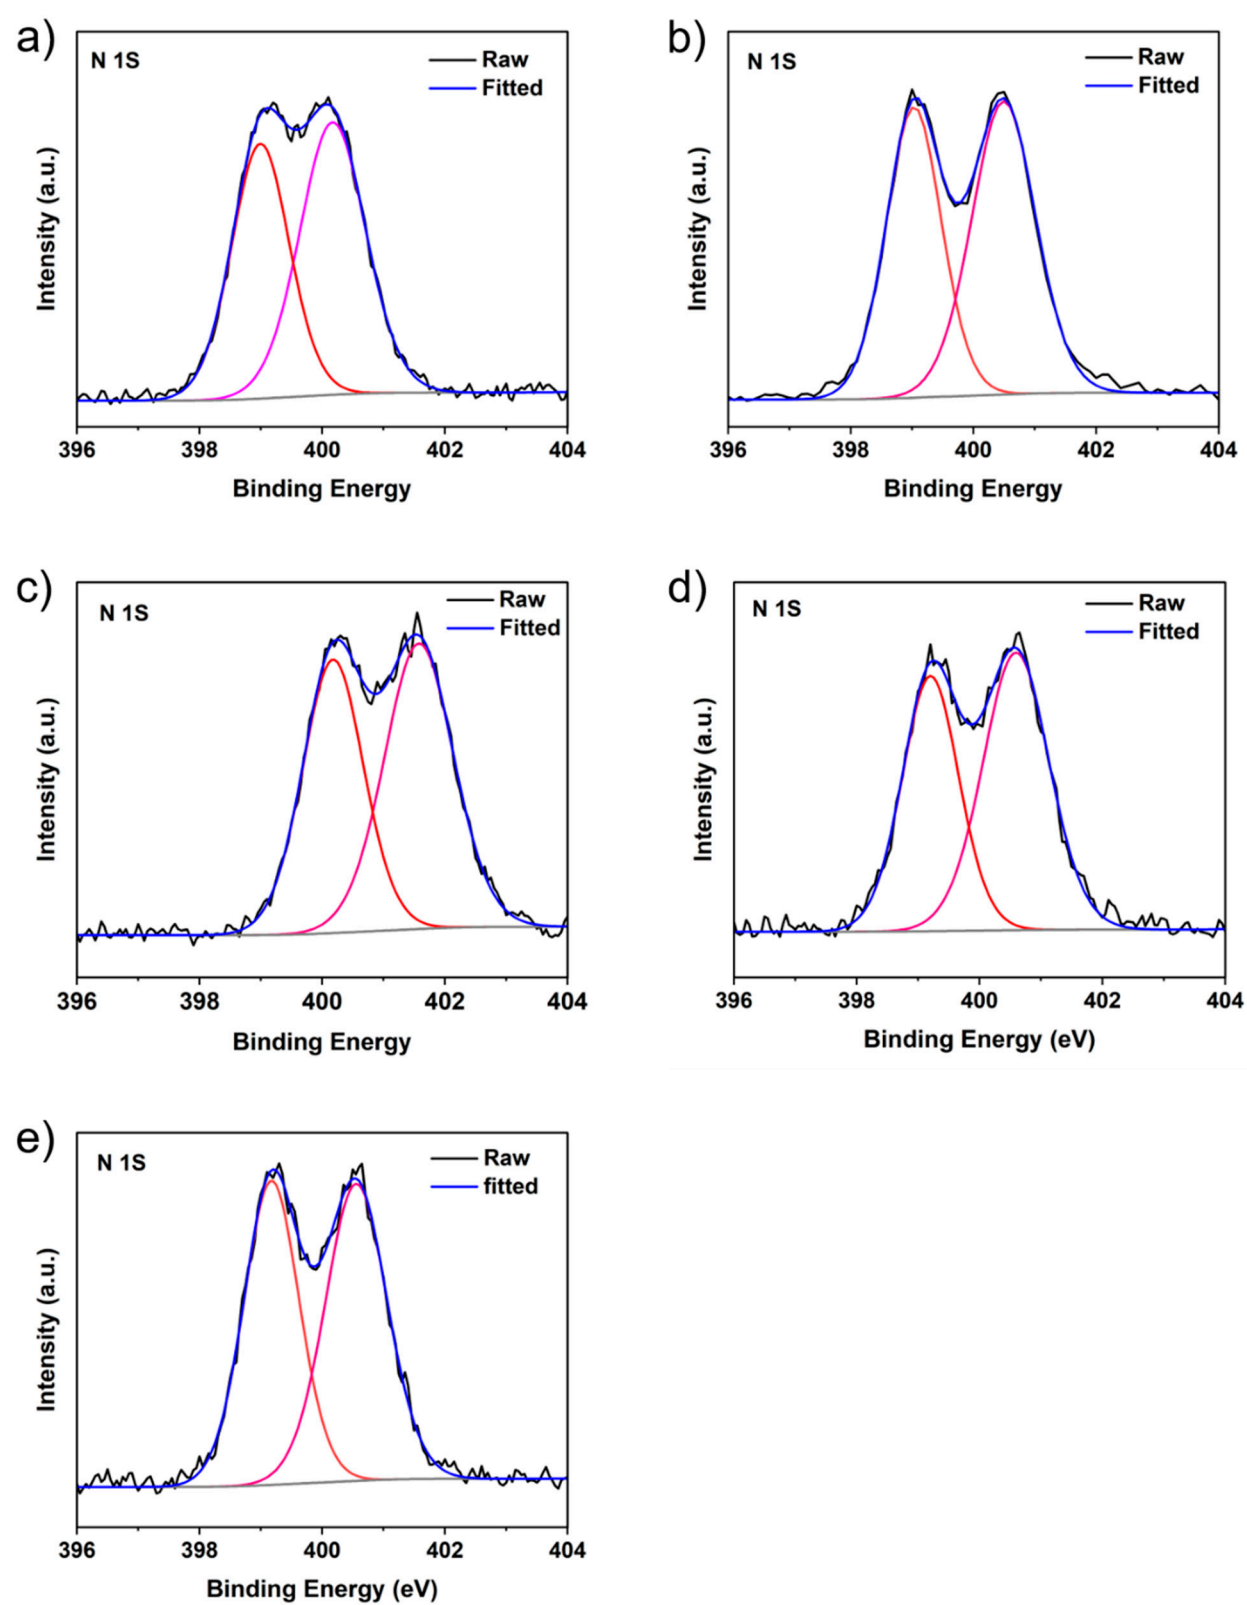 a)
N 1S
Raw
Fitted
Intensity (a.u.)
396 398 400 402 404
Binding Energy
b)
N 1S
Raw
Fitted
Intensity (a.u.)
396 398 400 402 404
Binding Energy
c)
N 1S
Raw
Fitted
Intensity (a.u.)
396 398 400 402 404
Binding Energy
d)
N 1S
Raw
Fitted
Intensity (a.u.)
396 398 400 402 404
Binding Energy (eV)
e)
N 1S
Raw
fitted
Intensity (a.u.)
396 398 400 402 404
Binding Energy (eV)